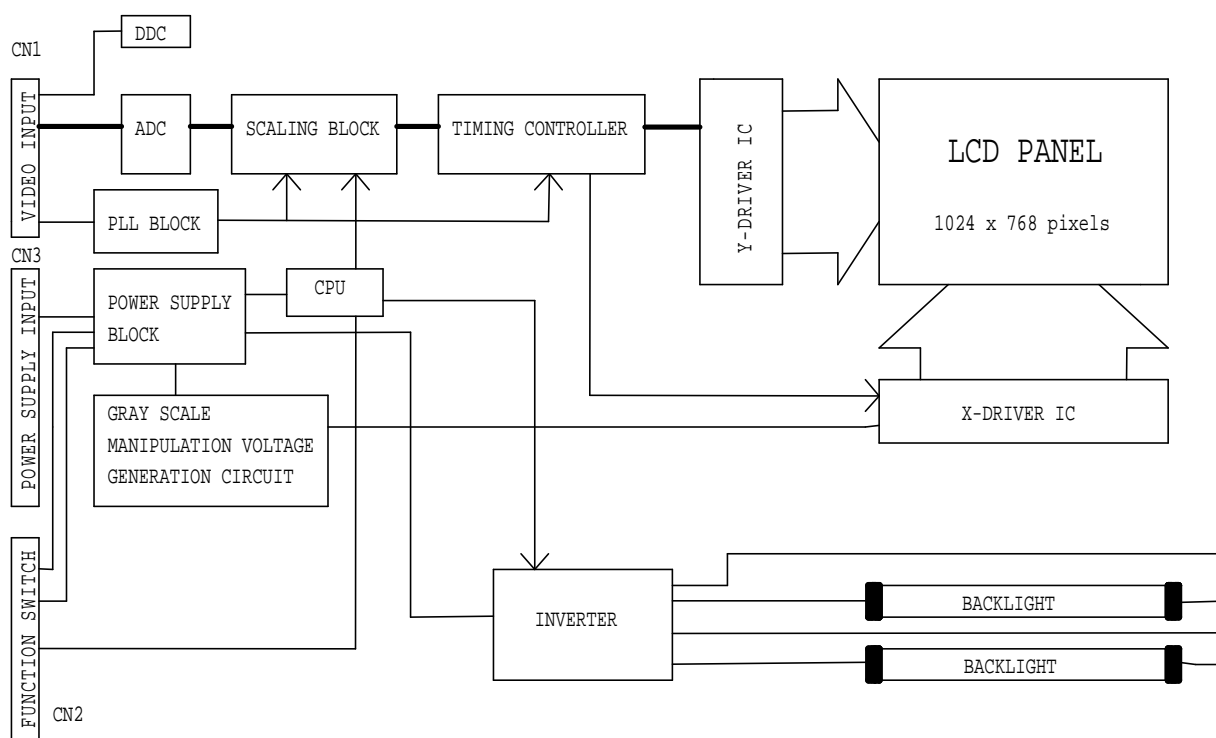 DDC
CN1
VIDEO INPUT
ADC
SCALING BLOCK
TIMING CONTROLLER
Y-DRIVER IC
LCD PANEL
1024 x 768 pixels
PLL BLOCK
CN3
POWER SUPPLY INPUT
POWER SUPPLY
BLOCK
CPU
GRAY SCALE
MANIPULATION VOLTAGE
GENERATION CIRCUIT
X-DRIVER IC
FUNCTION SWITCH
CN2
INVERTER
BACKLIGHT
BACKLIGHT